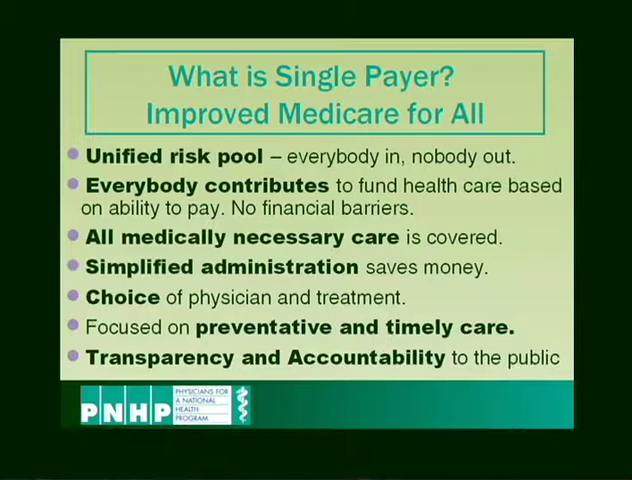 What is Single Payer?
Improved Medicare for All
Unified risk pool – everybody in, nobody out.
Everybody contributes to fund health care based
on ability to pay. No financial barriers.
All medically necessary care is covered.
Simplified administration saves money.
Choice of physician and treatment.
Focused on preventative and timely care.
Transparency and Accountability to the public
PNHP
PHYSICIANS FOR
A NATIONAL
HEALTH
PROGRAM